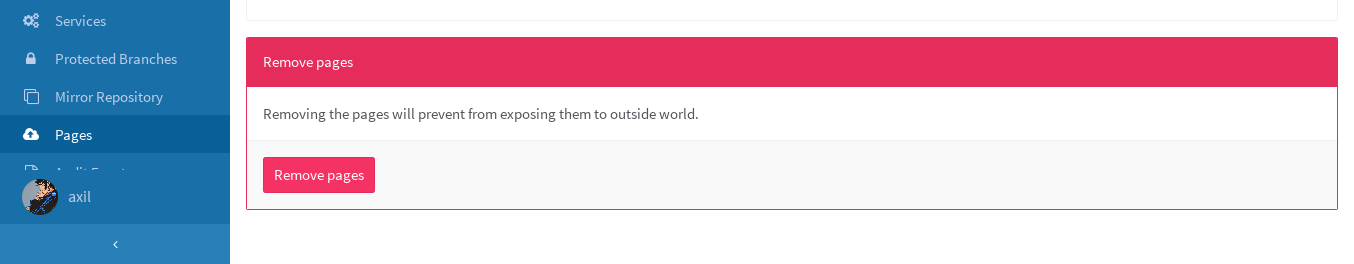 Services
Protected Branches
Mirror Repository
Pages
axil
Remove pages
Removing the pages will prevent from exposing them to outside world.
Remove pages